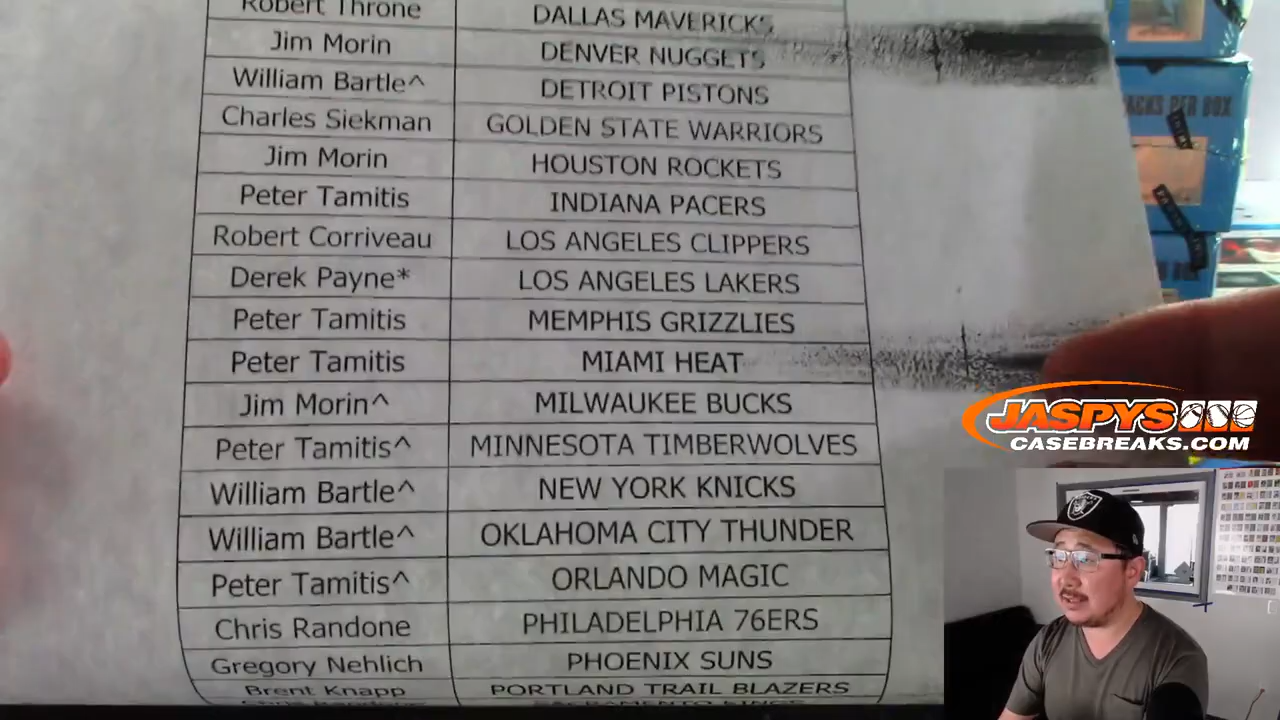 Robert Throne DALLAS MAVERICKS
Jim Morin DENVER NUGGETS
William Bartle^ DETROIT PISTONS
Charles Siekman GOLDEN STATE WARRIORS
Jim Morin HOUSTON ROCKETS
Peter Tamitis INDIANA PACERS
Robert Corriveau LOS ANGELES CLIPPERS
Derek Payne* LOS ANGELES LAKERS
Peter Tamitis MEMPHIS GRIZZLIES
Peter Tamitis MIAMI HEAT
Jim Morin^ MILWAUKEE BUCKS
Peter Tamitis^ MINNESOTA TIMBERWOLVES
William Bartle^ NEW YORK KNICKS
William Bartle^ OKLAHOMA CITY THUNDER
Peter Tamitis^ ORLANDO MAGIC
Chris Randone PHILADELPHIA 76ERS
Gregory Nehlich PHOENIX SUNS
Brent Knapp PORTLAND TRAIL BLAZERS
PER BOX
JASPYS
CASEBREAKS.COM